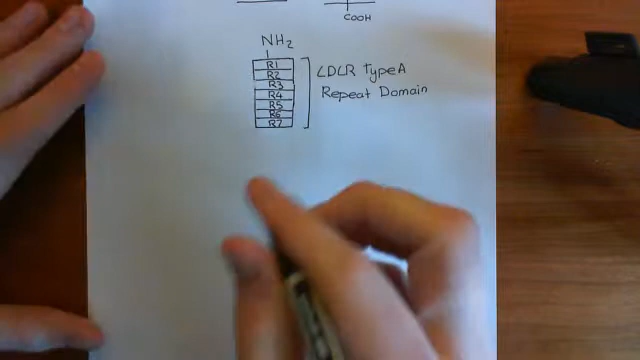 COOH
NH2
R1
R2
R3
R4
R5
R6
R7
LDLR Type A
Repeat Domain